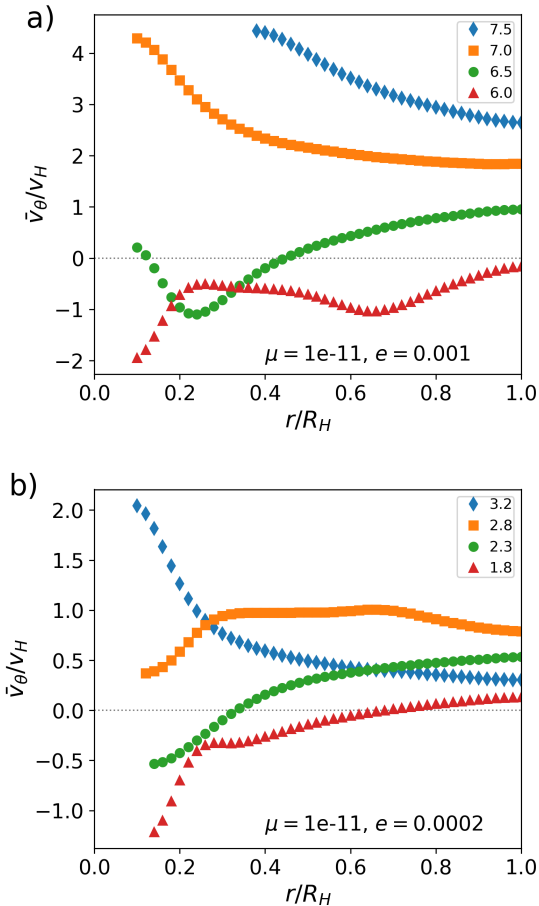 a)
4
3
2
1
0
−1
−2
v̄θ/vH
7.5
7.0
6.5
6.0
μ = 1e-11, e = 0.001
0.0 0.2 0.4 0.6 0.8 1.0
r/RH
b)
2.0
1.5
1.0
0.5
0.0
−0.5
−1.0
v̄θ/vH
3.2
2.8
2.3
1.8
μ = 1e-11, e = 0.0002
0.0 0.2 0.4 0.6 0.8 1.0
r/RH